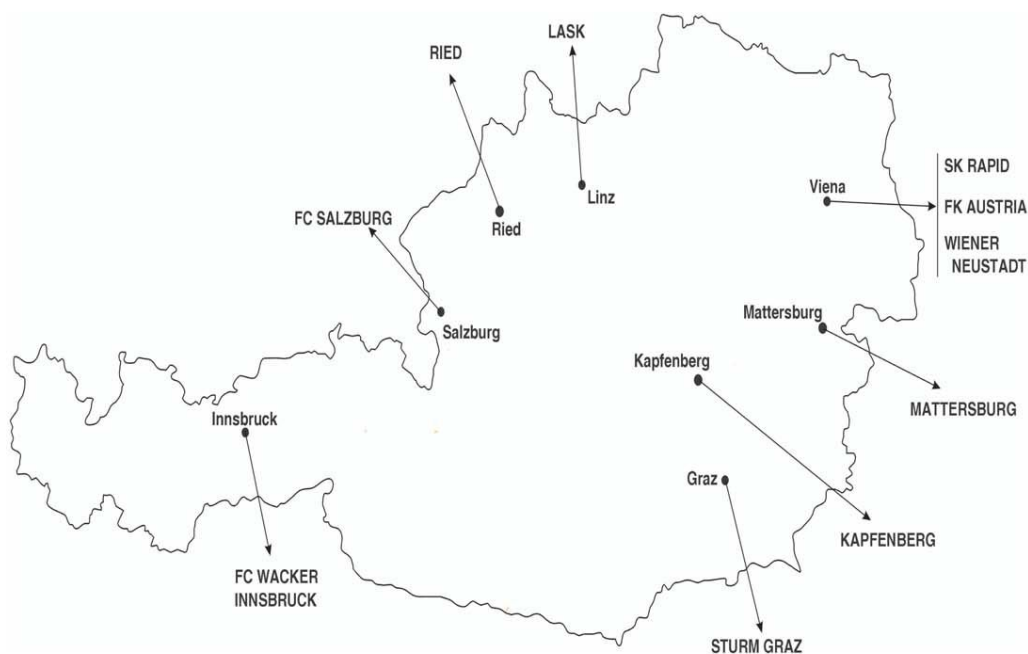 LASK
RIED
SK RAPID
Viena
Linz
FK AUSTRIA
FC SALZBURG
Ried
WIENER
NEUSTADT
Mattersburg
Salzburg
Kapfenberg
MATTERSBURG
Innsbruck
Graz
KAPFENBERG
FC WACKER
INNSBRUCK
STURM GRAZ